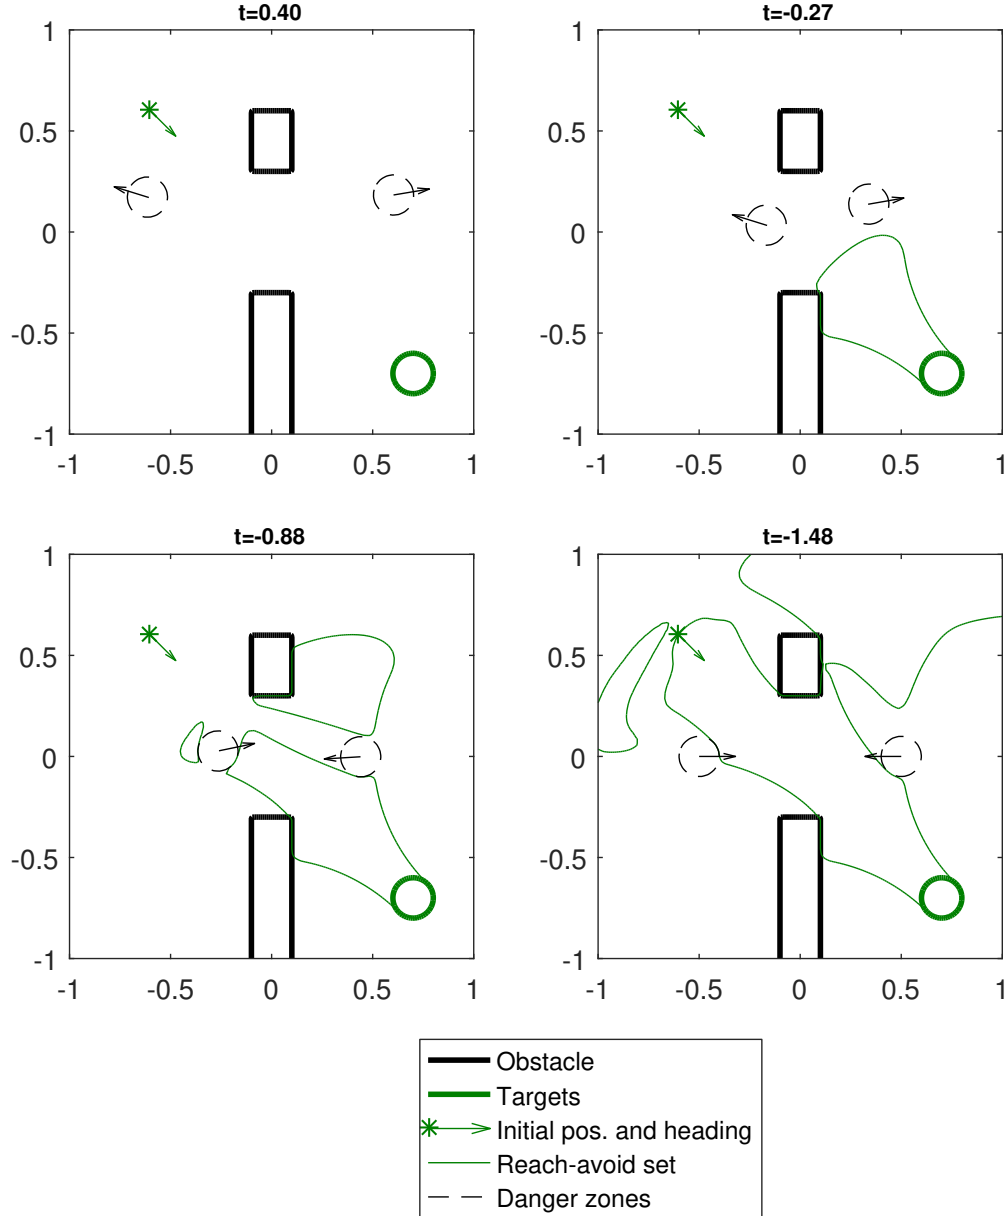 t=0.40
1
0.5
0
-0.5
-1
-1 -0.5 0 0.5 1
t=-0.27
1
0.5
0
-0.5
-1
-1 -0.5 0 0.5 1
t=-0.88
1
0.5
0
-0.5
-1
-1 -0.5 0 0.5 1
t=-1.48
1
0.5
0
-0.5
-1
-1 -0.5 0 0.5 1
Obstacle
Targets
Initial pos. and heading
Reach-avoid set
Danger zones